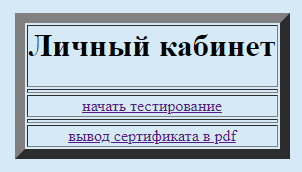 Личный кабинет
начать тестирование
вывод сертификата в pdf